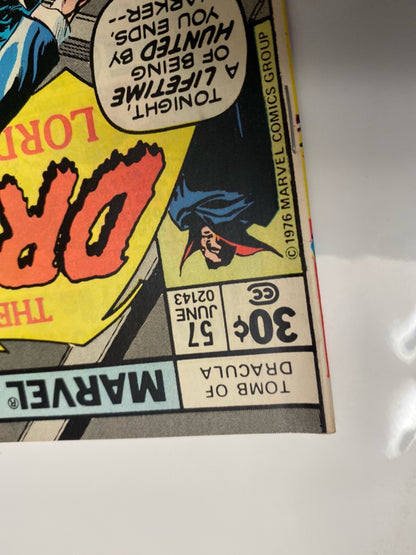 TOMB OF
DRACULA
MARVEL®
30¢
CC
57
JUNE
02143
© 1976 MARVEL COMICS GROUP
THE
DR
LORD
TONIGHT,
A LIFETIME
OF BEING
HUNTED BY
YOU ENDS,
HARKER--